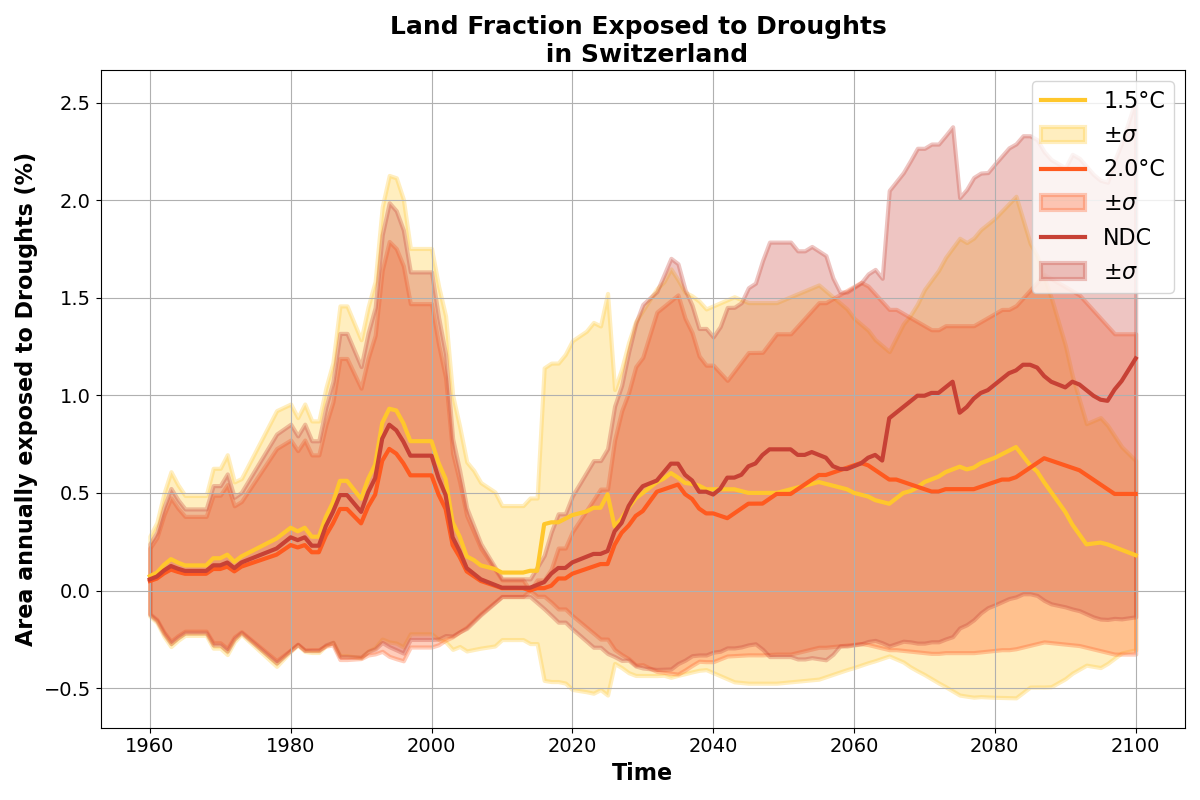 Land Fraction Exposed to Droughts
in Switzerland
Area annually exposed to Droughts (%)
2.5
2.0
1.5
1.0
0.5
0.0
−0.5
1.5°C
±σ
2.0°C
±σ
NDC
±σ
1960 1980 2000 2020 2040 2060 2080 2100
Time